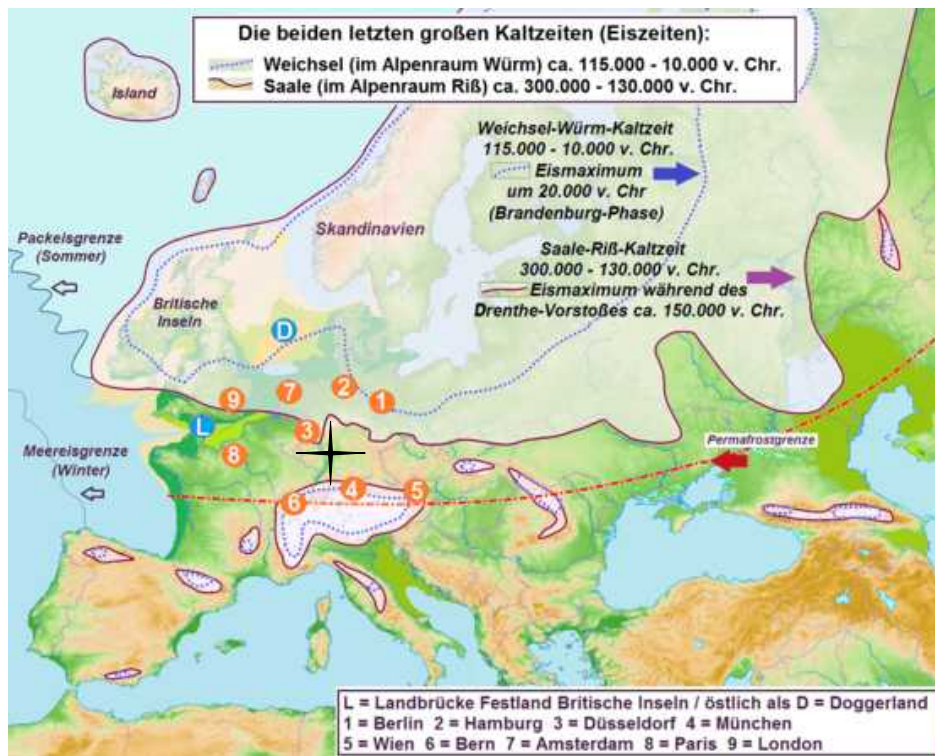 Die beiden letzten großen Kaltzeiten (Eiszeiten):
Weichsel (im Alpenraum Würm) ca. 115.000 - 10.000 v. Chr.
Saale (im Alpenraum Riß) ca. 300.000 - 130.000 v. Chr.
Island
Weichsel-Würm-Kaltzeit
115.000 - 10.000 v. Chr.
Eismaximum
um 20.000 v. Chr
(Brandenburg-Phase)
Skandinavien
Packeisgrenze
(Sommer)
Saale-Riß-Kaltzeit
300.000 - 130.000 v. Chr.
Eismaximum während des
Drenthe-Vorstoßes ca. 150.000 v. Chr.
Britische
Inseln
D
2
7
9
1
L
3
8
Permafrostgrenze
Meereisgrenze
(Winter)
4
5
6
L = Landbrücke Festland Britische Inseln / östlich als D = Doggerland
1 = Berlin 2 = Hamburg 3 = Düsseldorf 4 = München
5 = Wien 6 = Bern 7 = Amsterdam 8 = Paris 9 = London